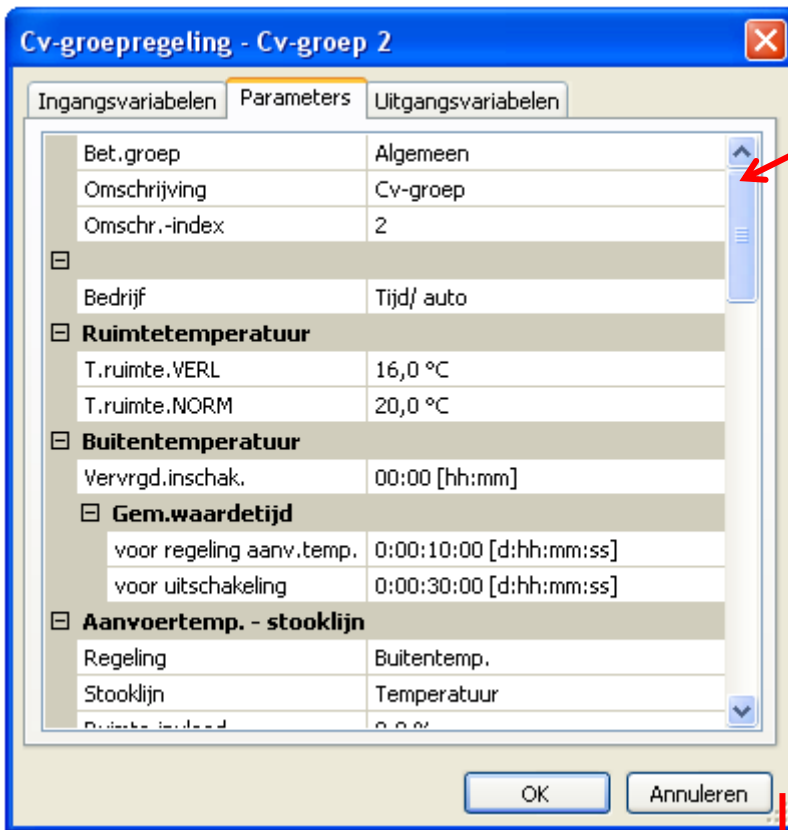 Cv-groepregeling - Cv-groep 2
Ingangsvariabelen Parameters Uitgangsvariabelen
Bet.groep Algemeen
Omschrijving Cv-groep
Omschr.-index 2
Bedrijf Tijd/ auto
Ruimtetemperatuur
T.ruimte.VERL 16,0 °C
T.ruimte.NORM 20,0 °C
Buitentemperatuur
Vervrgd.inschak. 00:00 [hh:mm]
Gem.waardetijd
voor regeling aanv.temp. 0:00:10:00 [d:hh:mm:ss]
voor uitschakeling 0:00:30:00 [d:hh:mm:ss]
Aanvoertemp. - stooklijn
Regeling Buitentemp.
Stooklijn Temperatuur
OK Annuleren